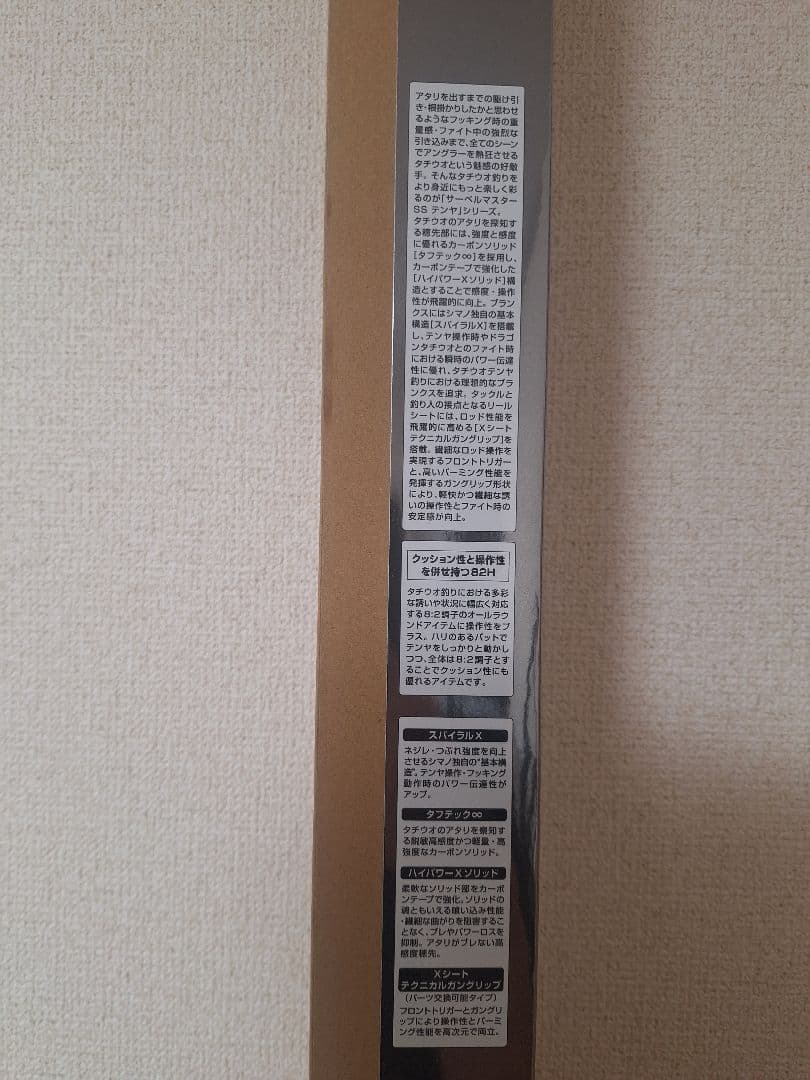 アタリを出すまでの駆け引
き・根掛かりしたかと思わせ
るようなフッキング時の重
量感・ファイト中の強烈な
引き込みまで、全てのシーン
でアングラーを熱狂させる
タチウオという魅惑の好敵
手。そんなタチウオ釣りを
より身近にもっと楽しく彩
るのが「サーベルマスター
SS テンヤ」シリーズ。
タチウオのアタリを探知す
る穂先部には、強度と感度
に優れるカーボンソリッド
[タフテック∞]を採用し、
カーボンテープで強化した
[ハイパワーXソリッド]構
造とすることで感度・操作
性が飛躍的に向上。ブラン
クスにはシマノ独自の基本
構造[スパイラルX]を搭載
し、テンヤ操作時やドラゴ
ンタチウオとのファイト時
における瞬時のパワー伝達
性に優れ、タチウオテンヤ
釣りにおける理想的なブラ
ンクスを追求。タックルと
釣り人の接点となるリール
シートには、ロッド性能を
飛躍的に高める[Xシート
テクニカルガングリップ]を
搭載。繊細なロッド操作を
実現するフロントトリガー
と、高いパーミング性能を
発揮するガングリップ形状
により、軽快かつ繊細な誘
いの操作性とファイト時の
安定感が向上。
クッション性と操作性
を併せ持つ82H
タチウオ釣りにおける多彩
な誘いや状況に幅広く対応
する8:2調子のオールラウ
ンドアイテムに操作性をプ
ラス。ハリのあるバットで
テンヤをしっかりと動かし
つつ、全体は8:2調子とす
ることでクッション性にも
優れるアイテムです。
スパイラルX
ネジレ・つぶれ強度を向上
させるシマノ独自の"基本構
造"。テンヤ操作・フッキング
動作時のパワー伝達性が
アップ。
タフテック∞
タチウオのアタリを察知す
る鋭敏高感度かつ軽量・高
強度なカーボンソリッド。
ハイパワーXソリッド
柔軟なソリッド部をカーボ
ンテープで強化。ソリッドの
魂ともいえる喰い込み性能
・繊細な曲がりを阻害するこ
となく、ブレやパワーロスを
抑制。アタリがブレない高
感度穂先。
Xシート
テクニカルガングリップ
(パーツ交換可能タイプ)
フロントトリガーとガングリ
ップにより操作性とパーミ
ング性能を高次元で両立。